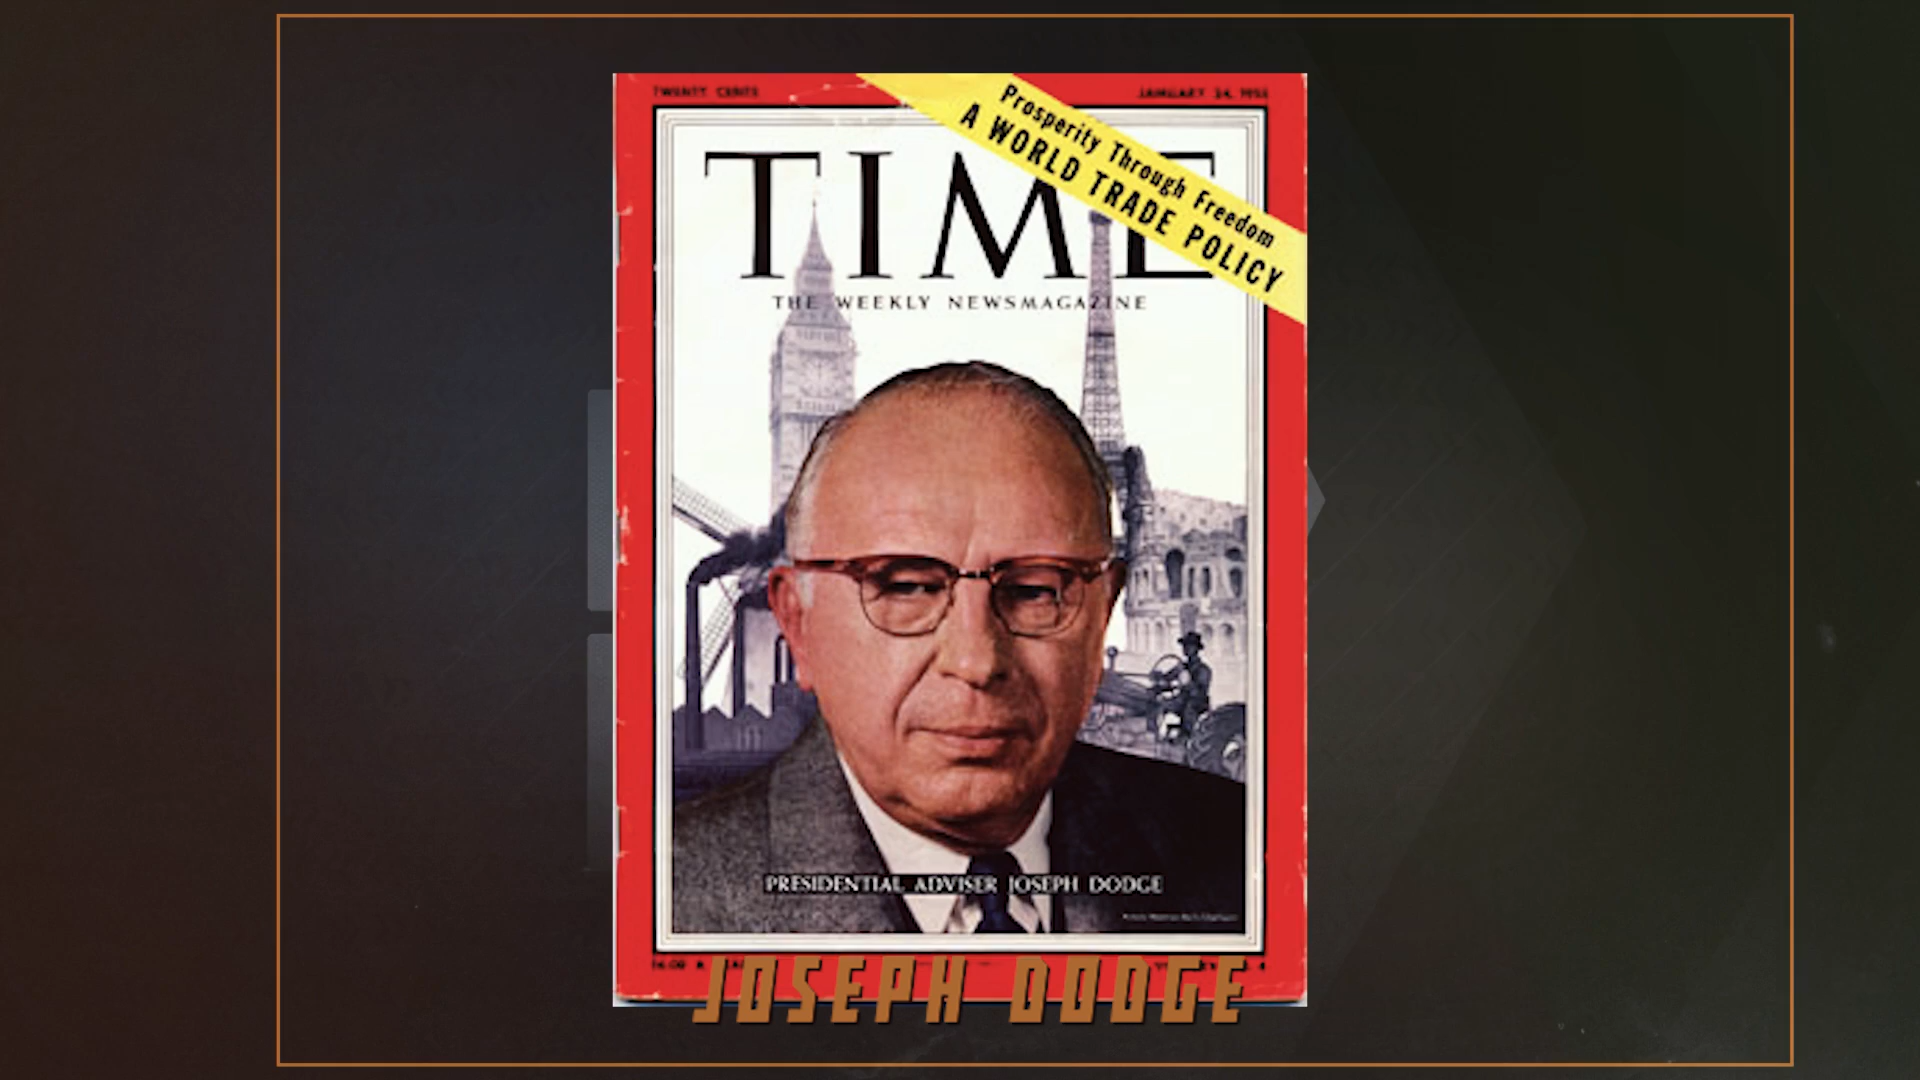 TWENTY CENTS
JANUARY 24, 1955
Prosperity Through Freedom
A WORLD TRADE POLICY
TIME
THE WEEKLY NEWSMAGAZINE
PRESIDENTIAL ADVISER JOSEPH DODGE
JOSEPH DODGE